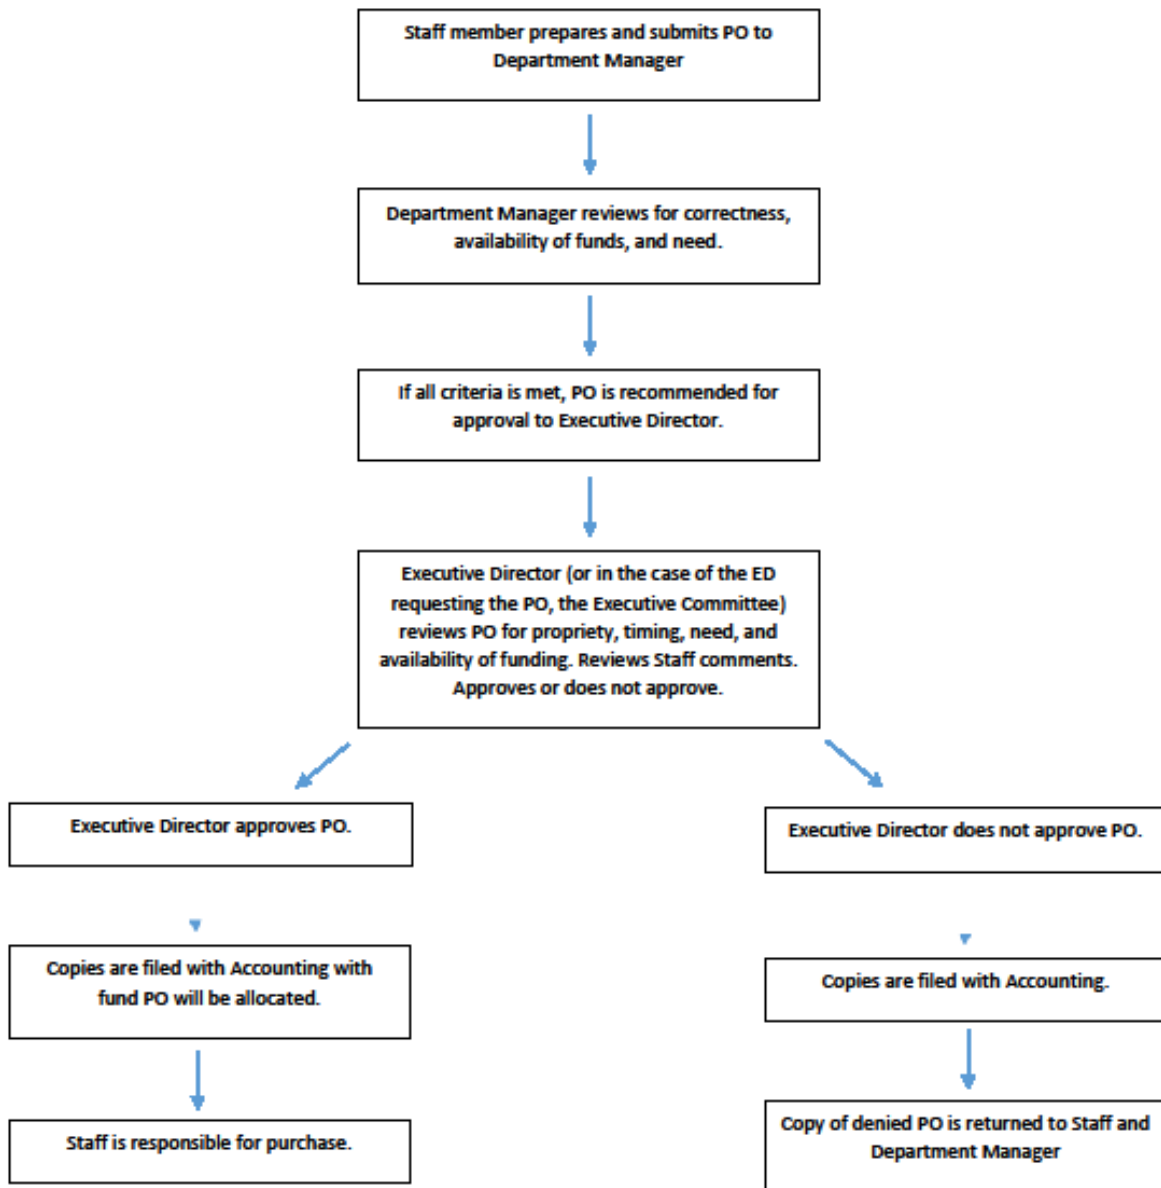 Staff member prepares and submits PO to
Department Manager
Department Manager reviews for correctness,
availability of funds, and need.
If all criteria is met, PO is recommended for
approval to Executive Director.
Executive Director (or in the case of the ED
requesting the PO, the Executive Committee)
reviews PO for propriety, timing, need, and
availability of funding. Reviews Staff comments.
Approves or does not approve.
Executive Director approves PO.
Executive Director does not approve PO.
Copies are filed with Accounting with
fund PO will be allocated.
Copies are filed with Accounting.
Staff is responsible for purchase.
Copy of denied PO is returned to Staff and
Department Manager